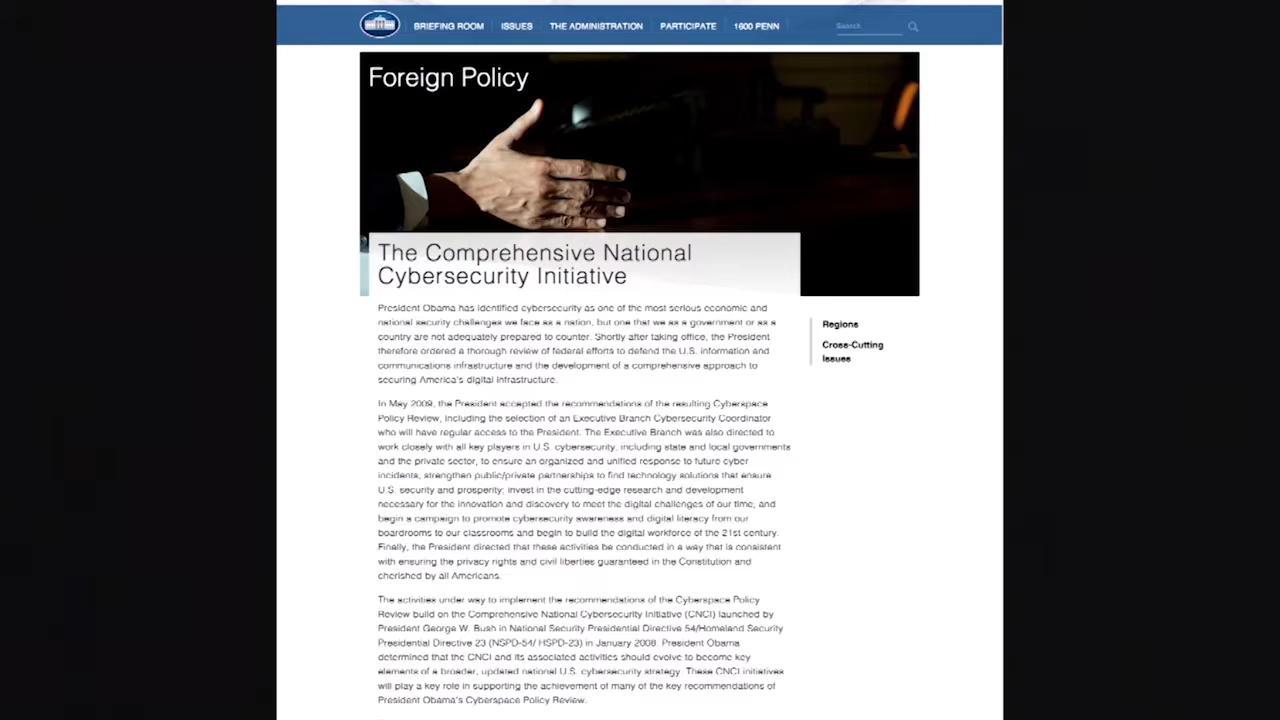 BRIEFING ROOM
ISSUES
THE ADMINISTRATION
PARTICIPATE
1600 PENN
Search
Foreign Policy
The Comprehensive National
Cybersecurity Initiative
President Obama has identified cybersecurity as one of the most serious economic and
national security challenges we face as a nation, but one that we as a government or as a
country are not adequately prepared to counter. Shortly after taking office, the President
therefore ordered a thorough review of federal efforts to defend the U.S. information and
communications infrastructure and the development of a comprehensive approach to
securing America's digital infrastructure.
In May 2009, the President accepted the recommendations of the resulting Cyberspace
Policy Review, including the selection of an Executive Branch Cybersecurity Coordinator
who will have regular access to the President. The Executive Branch was also directed to
work closely with all key players in U.S. cybersecurity, including state and local governments
and the private sector, to ensure an organized and unified response to future cyber
incidents; strengthen public/private partnerships to find technology solutions that ensure
U.S. security and prosperity; invest in the cutting-edge research and development
necessary for the innovation and discovery to meet the digital challenges of our time; and
begin a campaign to promote cybersecurity awareness and digital literacy from our
boardrooms to our classrooms and begin to build the digital workforce of the 21st century.
Finally, the President directed that these activities be conducted in a way that is consistent
with ensuring the privacy rights and civil liberties guaranteed in the Constitution and
cherished by all Americans.
The activities under way to implement the recommendations of the Cyberspace Policy
Review build on the Comprehensive National Cybersecurity Initiative (CNCI) launched by
President George W. Bush in National Security Presidential Directive 54/Homeland Security
Presidential Directive 23 (NSPD-54/ HSPD-23) in January 2008. President Obama
determined that the CNCI and its associated activities should evolve to become key
elements of a broader, updated national U.S. cybersecurity strategy. These CNCI initiatives
will play a key role in supporting the achievement of many of the key recommendations of
President Obama's Cyberspace Policy Review.
Regions
Cross-Cutting
Issues